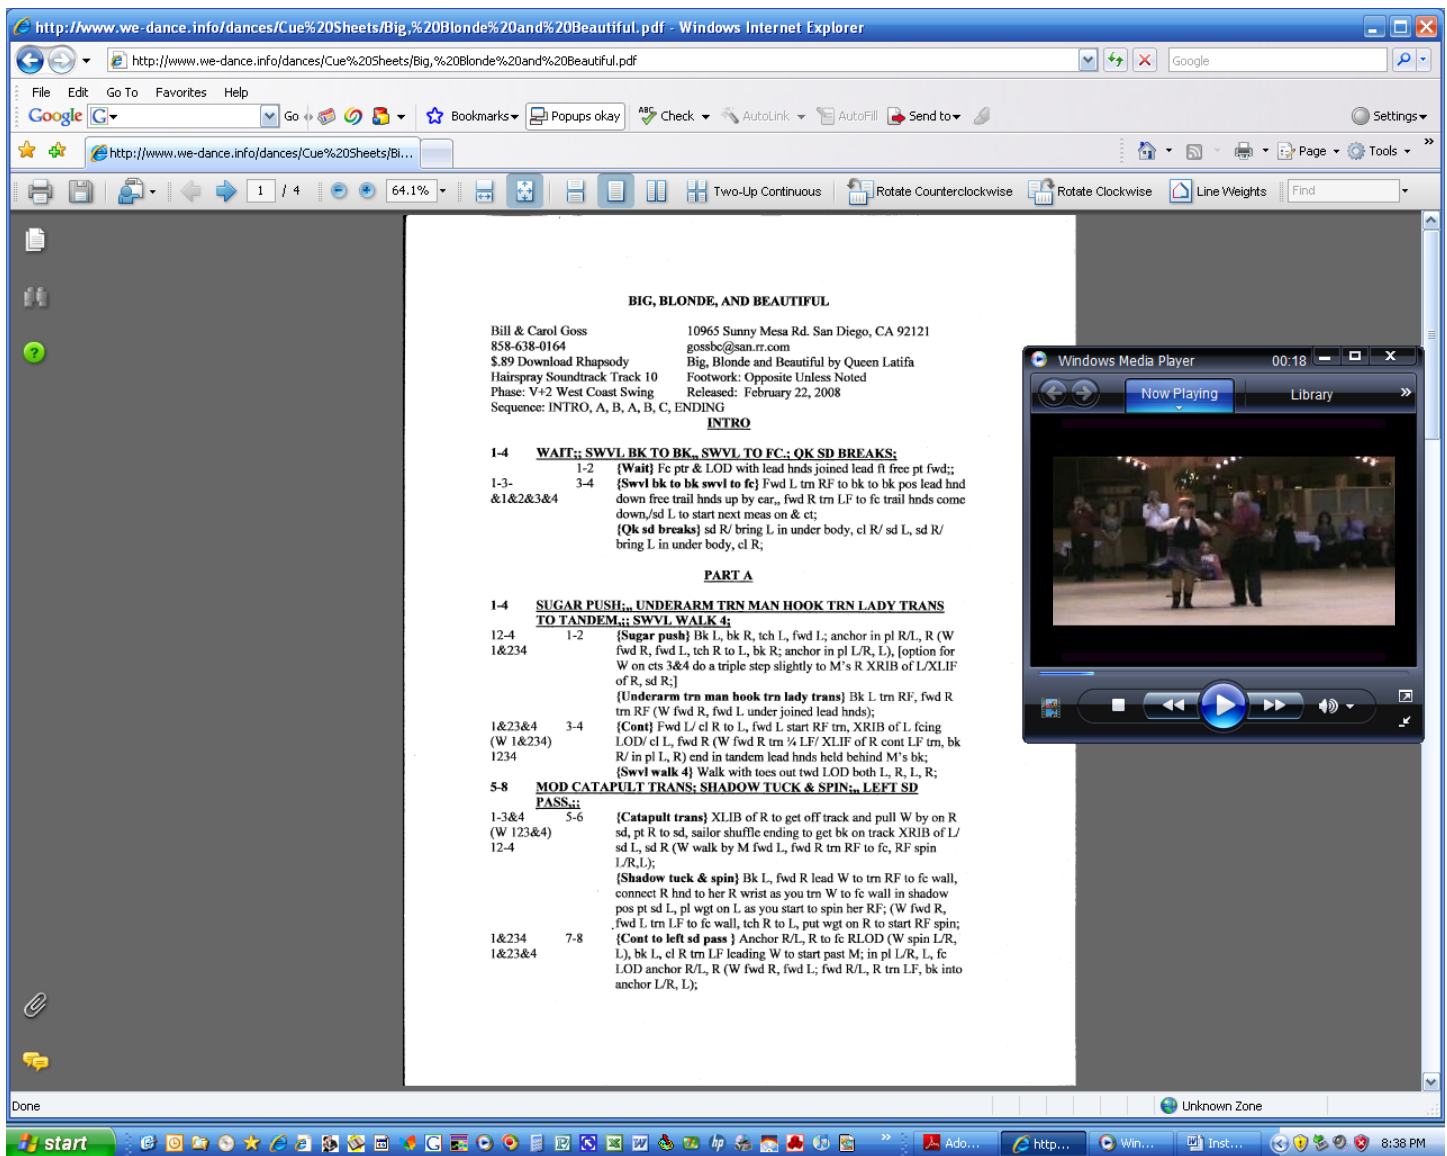 http://www.we-dance.info/dances/Cue%20Sheets/Big,%20Blonde%20and%20Beautiful.pdf - Windows Internet Explorer
http://www.we-dance.info/dances/Cue%20Sheets/Big,%20Blonde%20and%20Beautiful.pdf
Google
File Edit Go To Favorites Help
Google G Go Bookmarks Popups okay ABC Check AutoLink AutoFill Send to Settings
http://www.we-dance.info/dances/Cue%20Sheets/Bi... Page Tools »
1 / 4 64.1% Two-Up Continuous Rotate Counterclockwise Rotate Clockwise Line Weights Find
BIG, BLONDE, AND BEAUTIFUL
Bill & Carol Goss 10965 Sunny Mesa Rd. San Diego, CA 92121
858-638-0164 gossbc@san.rr.com
$.89 Download Rhapsody Big, Blonde and Beautiful by Queen Latifa
Hairspray Soundtrack Track 10 Footwork: Opposite Unless Noted
Phase: V+2 West Coast Swing Released: February 22, 2008
Sequence: INTRO, A, B, A, B, C, ENDING
INTRO
1-4 WAIT;; SWVL BK TO BK,, SWVL TO FC.; QK SD BREAKS;
1-2 {Wait} Fc ptr & LOD with lead hnds joined lead ft free pt fwd;;
1-3- 3-4 {Swvl bk to bk swvl to fc} Fwd L trn RF to bk to bk pos lead hnd
&1&2&3&4 down free trail hnds up by ear,, fwd R trn LF to fc trail hnds come
down,/sd L to start next meas on & ct;
{Qk sd breaks} sd R/ bring L in under body, cl R/ sd L, sd R/
bring L in under body, cl R;
PART A
1-4 SUGAR PUSH;,, UNDERARM TRN MAN HOOK TRN LADY TRANS
TO TANDEM,;; SWVL WALK 4;
12-4 1-2 {Sugar push} Bk L, bk R, tch L, fwd L; anchor in pl R/L, R (W
1&234 fwd R, fwd L, tch R to L, bk R; anchor in pl L/R, L), [option for
W on cts 3&4 do a triple step slightly to M's R XRIB of L/XLIF
of R, sd R;]
{Underarm trn man hook trn lady trans} Bk L trn RF, fwd R
trn RF (W fwd R, fwd L under joined lead hnds);
1&23&4 3-4 {Cont} Fwd L/ cl R to L, fwd L start RF trn, XRIB of L fcing
(W 1&234) LOD/ cl L, fwd R (W fwd R trn ¼ LF/ XLIF of R cont LF trn, bk
1234 R/ in pl L, R) end in tandem lead hnds held behind M's bk;
{Swvl walk 4} Walk with toes out twd LOD both L, R, L, R;
5-8 MOD CATAPULT TRANS; SHADOW TUCK & SPIN;,, LEFT SD
PASS,;;
1-3&4 5-6 {Catapult trans} XLIB of R to get off track and pull W by on R
(W 123&4) sd, pt R to sd, sailor shuffle ending to get bk on track XRIB of L/
12-4 sd L, sd R (W walk by M fwd L, fwd R trn RF to fc, RF spin
L/R,L);
{Shadow tuck & spin} Bk L, fwd R lead W to trn RF to fc wall,
connect R hnd to her R wrist as you trn W to fc wall in shadow
pos pt sd L, pl wgt on L as you start to spin her RF; (W fwd R,
fwd L trn LF to fc wall, tch R to L, put wgt on R to start RF spin;
1&234 7-8 {Cont to left sd pass } Anchor R/L, R to fc RLOD (W spin L/R,
1&23&4 L), bk L, cl R trn LF leading W to start past M; in pl L/R, L, fc
LOD anchor R/L, R (W fwd R, fwd L; fwd R/L, R trn LF, bk into
anchor L/R, L);
Windows Media Player 00:18
Now Playing Library »
Done Unknown Zone
start » Ado... http... Win... Inst... 8:38 PM